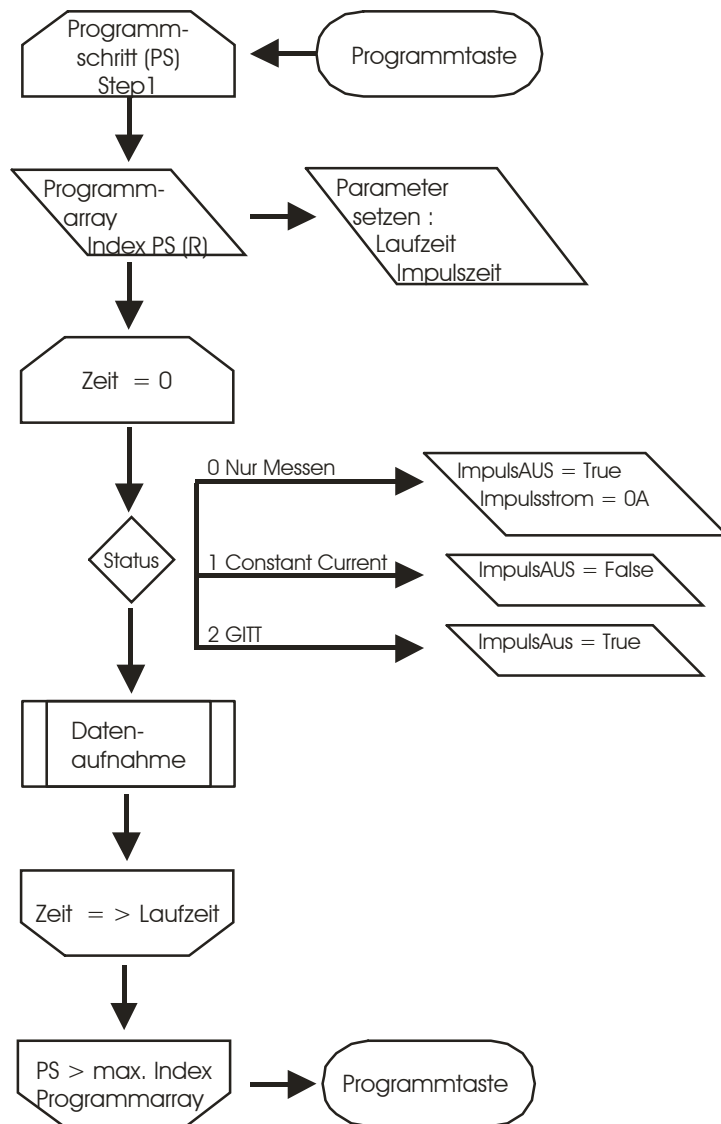 Programm-
schritt (PS)
Step1
Programmtaste
Programm-
array
Index PS (R)
Parameter
setzen :
Laufzeit
Impulszeit
Zeit = 0
Status
0 Nur Messen
ImpulsAUS = True
Impulsstrom = 0A
1 Constant Current
ImpulsAUS = False
2 GITT
ImpulsAus = True
Daten-
aufnahme
Zeit = > Laufzeit
PS > max. Index
Programmarray
Programmtaste